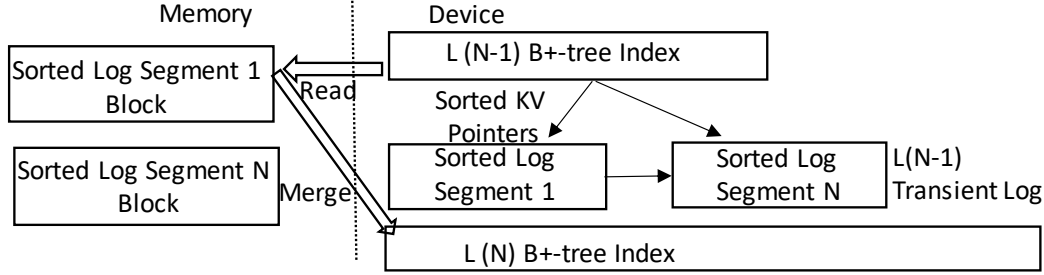 Memory
Device
L (N-1) B+-tree Index
Sorted Log Segment 1
Block
Read
Sorted KV
Pointers
Sorted Log
Segment 1
Sorted Log
Segment N
L(N-1)
Transient Log
Sorted Log Segment N
Block
Merge
L (N) B+-tree Index